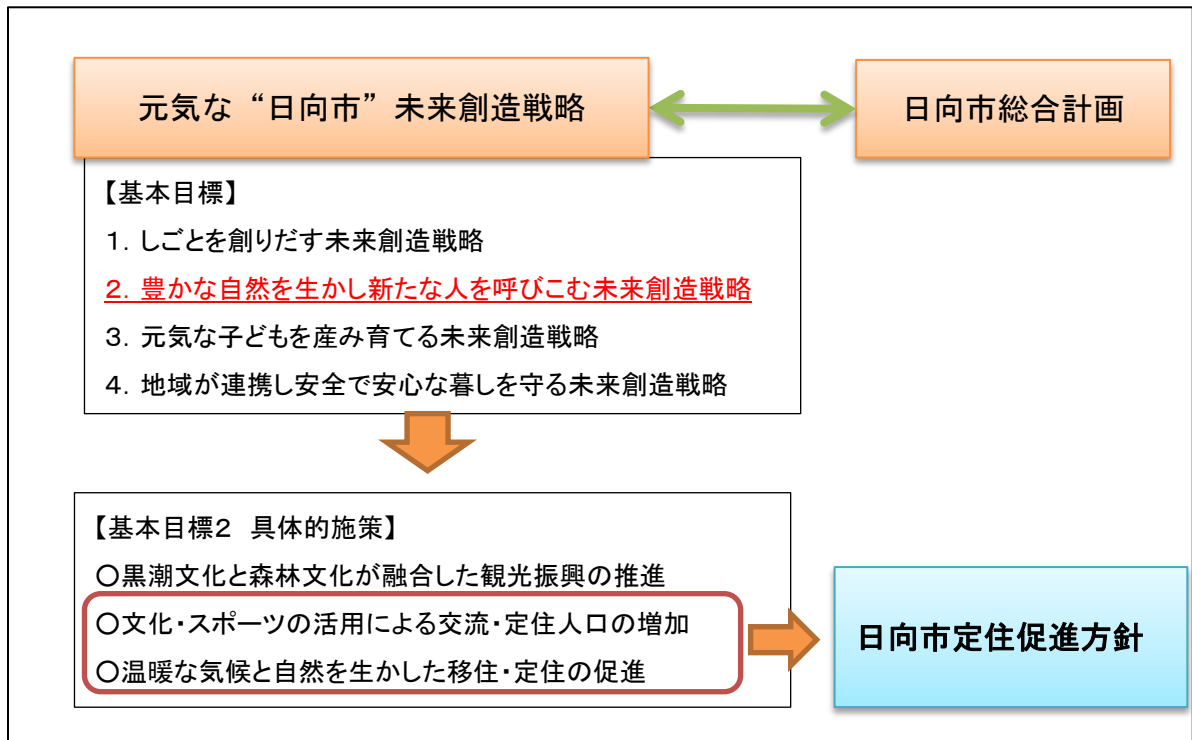 元気な“日向市”未来創造戦略
日向市総合計画
【基本目標】
１．しごとを創りだす未来創造戦略
２．豊かな自然を生かし新たな人を呼びこむ未来創造戦略
３．元気な子どもを産み育てる未来創造戦略
４．地域が連携し安全で安心な暮しを守る未来創造戦略
【基本目標２　具体的施策】
○黒潮文化と森林文化が融合した観光振興の推進
○文化・スポーツの活用による交流・定住人口の増加
○温暖な気候と自然を生かした移住・定住の促進
日向市定住促進方針